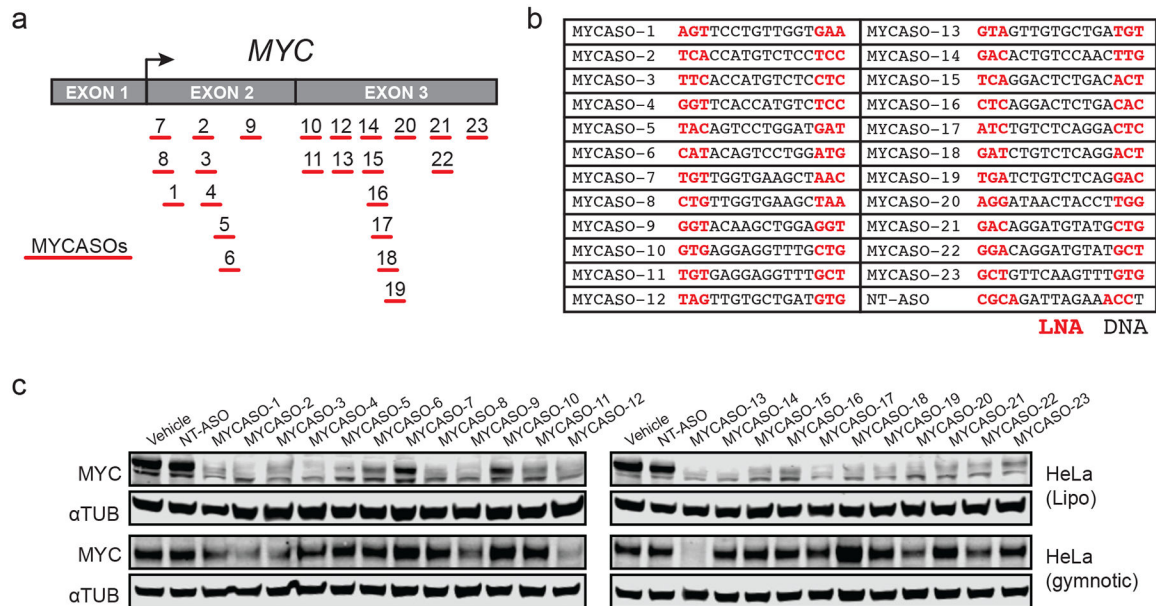 a
MYC
EXON 1 EXON 2 EXON 3
7 2 9 10 12 14 20 21 23
8 3 11 13 15 22
1 4 16
5 17
MYCASOs 6 18
19
b
MYCASO-1 AGTTCCTGTTGGTGAA MYCASO-13 GTAGTTGTGCTGATGT
MYCASO-2 TCACCATGTCTCCTCC MYCASO-14 GACACTGTCCAACTTG
MYCASO-3 TTCACCATGTCTCCTC MYCASO-15 TCAGGACTCTGACACT
MYCASO-4 GGTTCACCATGTCTCC MYCASO-16 CTCAGGACTCTGACAC
MYCASO-5 TACAGTCCTGGATGAT MYCASO-17 ATCTGTCTCAGGACTC
MYCASO-6 CATACAGTCCTGGATG MYCASO-18 GATCTGTCTCAGGACT
MYCASO-7 TGTTGGTGAAGCTAAC MYCASO-19 TGATCTGTCTCAGGAC
MYCASO-8 CTGTTGGTGAAGCTAA MYCASO-20 AGGATAACTACCTTGG
MYCASO-9 GGTACAAGCTGGAGGT MYCASO-21 GACAGGATGTATGCTG
MYCASO-10 GTGAGGAGGTTTGCTG MYCASO-22 GGACAGGATGTATGCT
MYCASO-11 TGTGAGGAGGTTTGCT MYCASO-23 GCTGTTCAAGTTTGTG
MYCASO-12 TAGTTGTGCTGATGTG NT-ASO CGCAGATTAGAAACCT
LNA DNA
c
Vehicle NT-ASO MYCASO-1 MYCASO-2 MYCASO-3 MYCASO-4 MYCASO-5 MYCASO-6 MYCASO-7 MYCASO-8 MYCASO-9 MYCASO-10 MYCASO-11 MYCASO-12 Vehicle NT-ASO MYCASO-13 MYCASO-14 MYCASO-15 MYCASO-16 MYCASO-17 MYCASO-18 MYCASO-19 MYCASO-20 MYCASO-21 MYCASO-22 MYCASO-23
MYC HeLa
αTUB (Lipo)
MYC HeLa
αTUB (gymnotic)